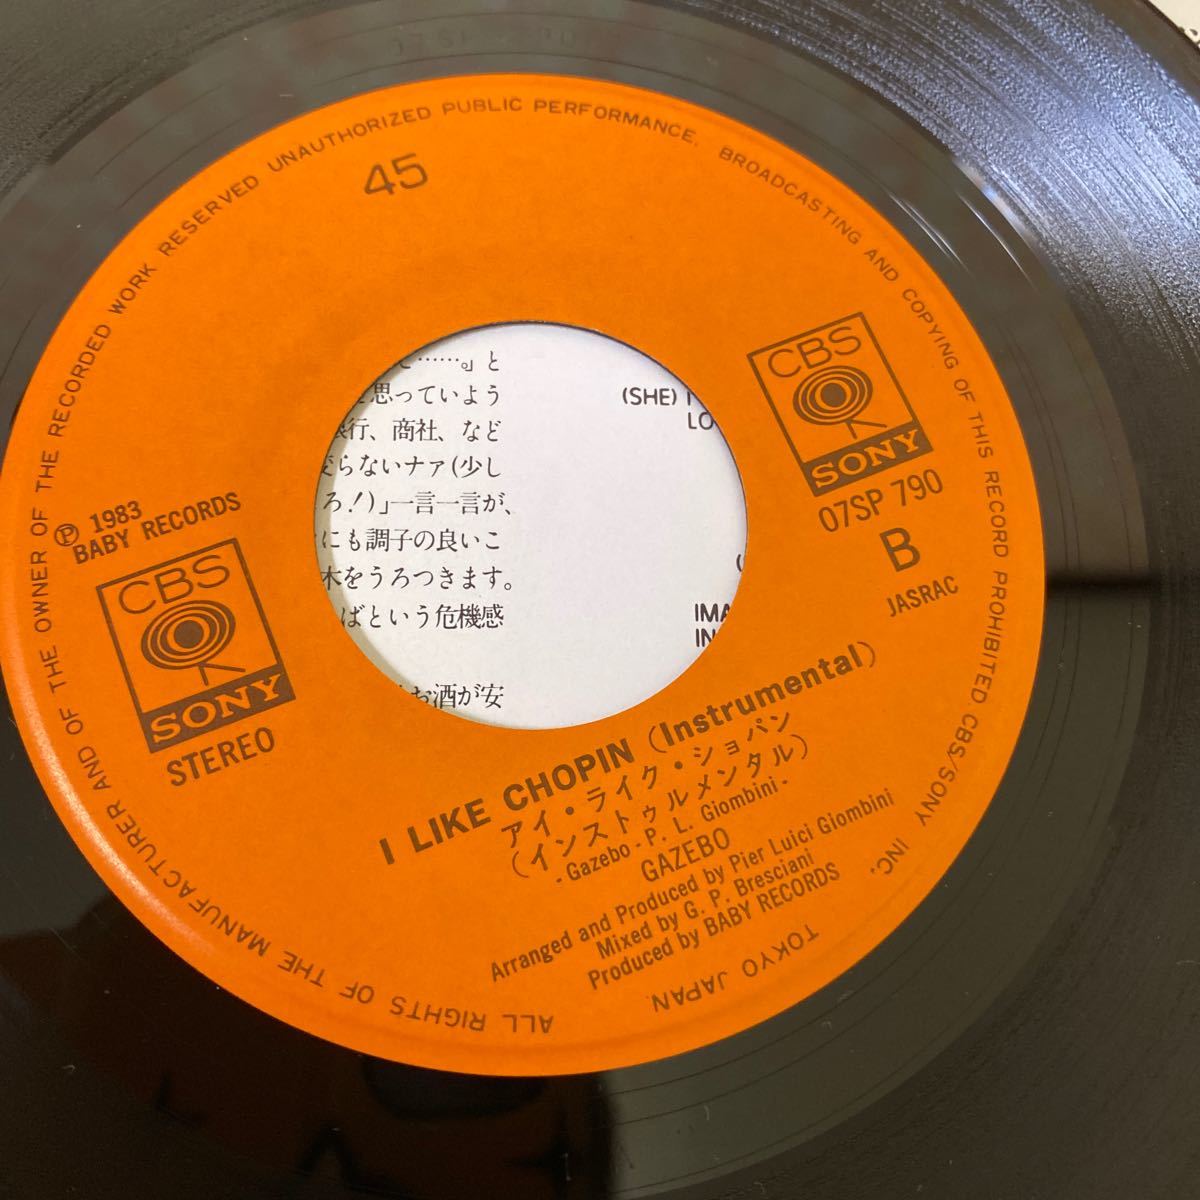 45
ALL RIGHTS OF THE MANUFACTURER AND OF THE OWNER OF THE RECORDED WORK RESERVED UNAUTHORIZED PUBLIC PERFORMANCE, BROADCASTING AND COPYING OF THIS RECORD PROHIBITED. CBS/SONY INC. TOKYO JAPAN.
℗ 1983
BABY RECORDS
CBS
SONY
STEREO
CBS
SONY
07SP 790
B
JASRAC
……。」と
思っていよう
行、商社、など
らないナァ(少し
ろ!)」一言一言が、
にも調子の良いこ
木をうろつきます。
ばという危機感
お酒が安
(SHE) I
LO
(
IMA
IN
I LIKE CHOPIN (Instrumental)
アイ・ライク・ショパン
(インストゥルメンタル)
- Gazebo - P. L. Giombini -
GAZEBO
Arranged and Produced by Pier Luici Giombini
Mixed by G. P. Bresciani
Produced by BABY RECORDS